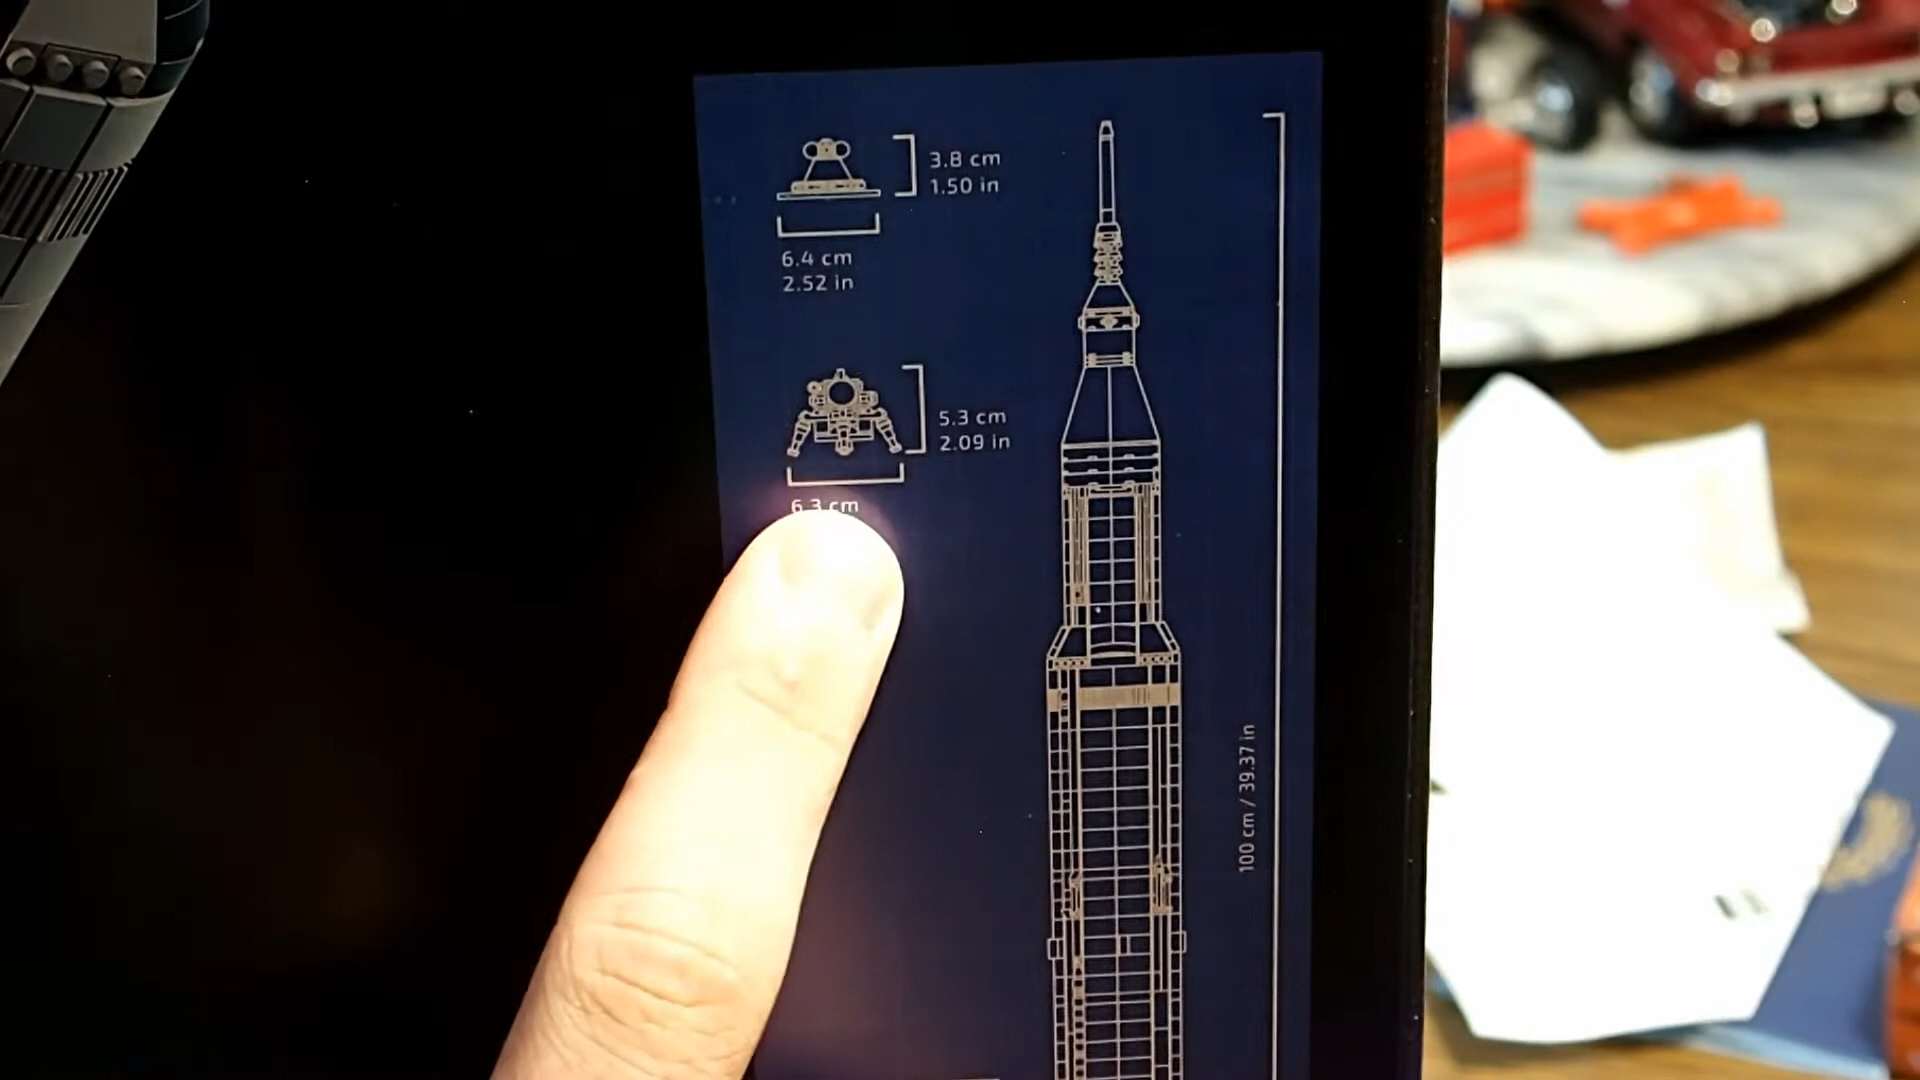 3.8 cm
1.50 in
6.4 cm
2.52 in
5.3 cm
2.09 in
6.3 cm
100 cm / 39.37 in